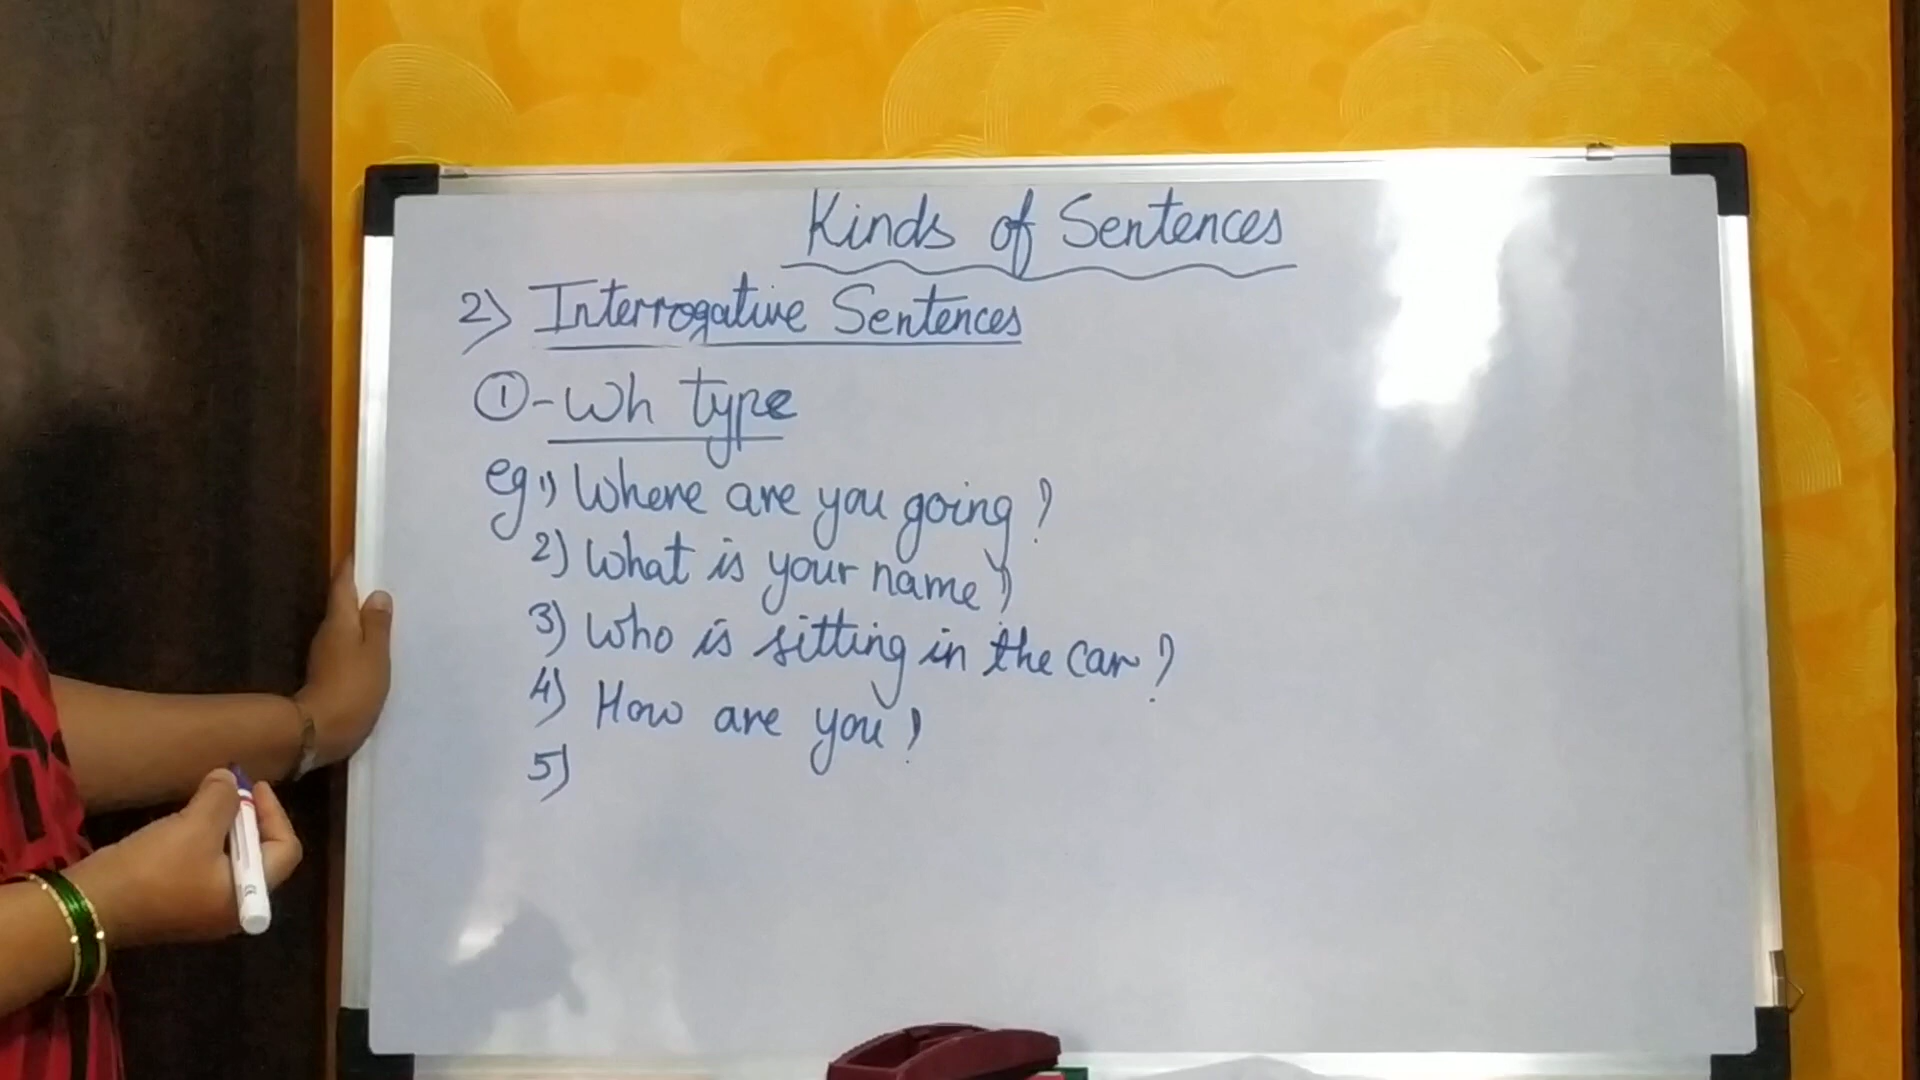 Kinds of Sentences
2) Interrogative Sentences
① - Wh type
eg 1) Where are you going?
2) What is your name?
3) Who is sitting in the car?
4) How are you?
5)